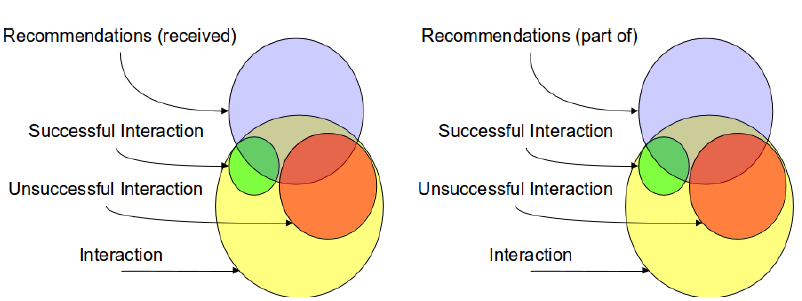 Recommendations (received)
Successful Interaction
Unsuccessful Interaction
Interaction
Recommendations (part of)
Successful Interaction
Unsuccessful Interaction
Interaction